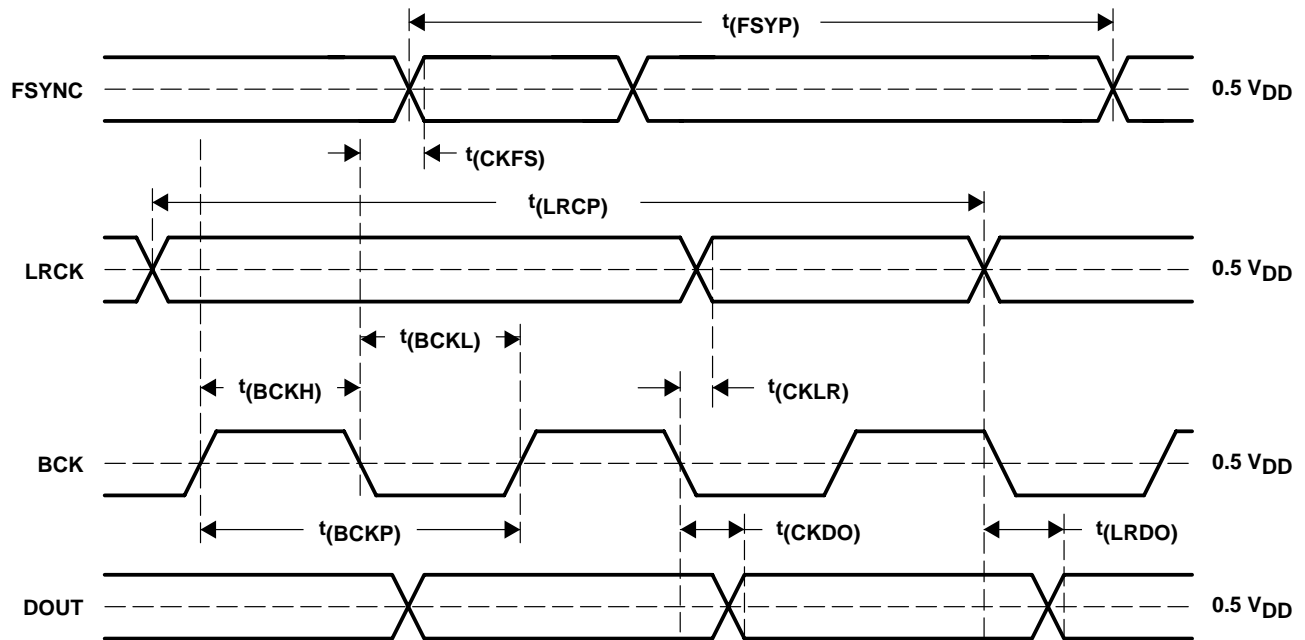 t(FSYP)
FSYNC
0.5 VDD
t(CKFS)
t(LRCP)
LRCK
0.5 VDD
t(BCKL)
t(BCKH)
t(CKLR)
BCK
0.5 VDD
t(BCKP)
t(CKDO)
t(LRDO)
DOUT
0.5 VDD